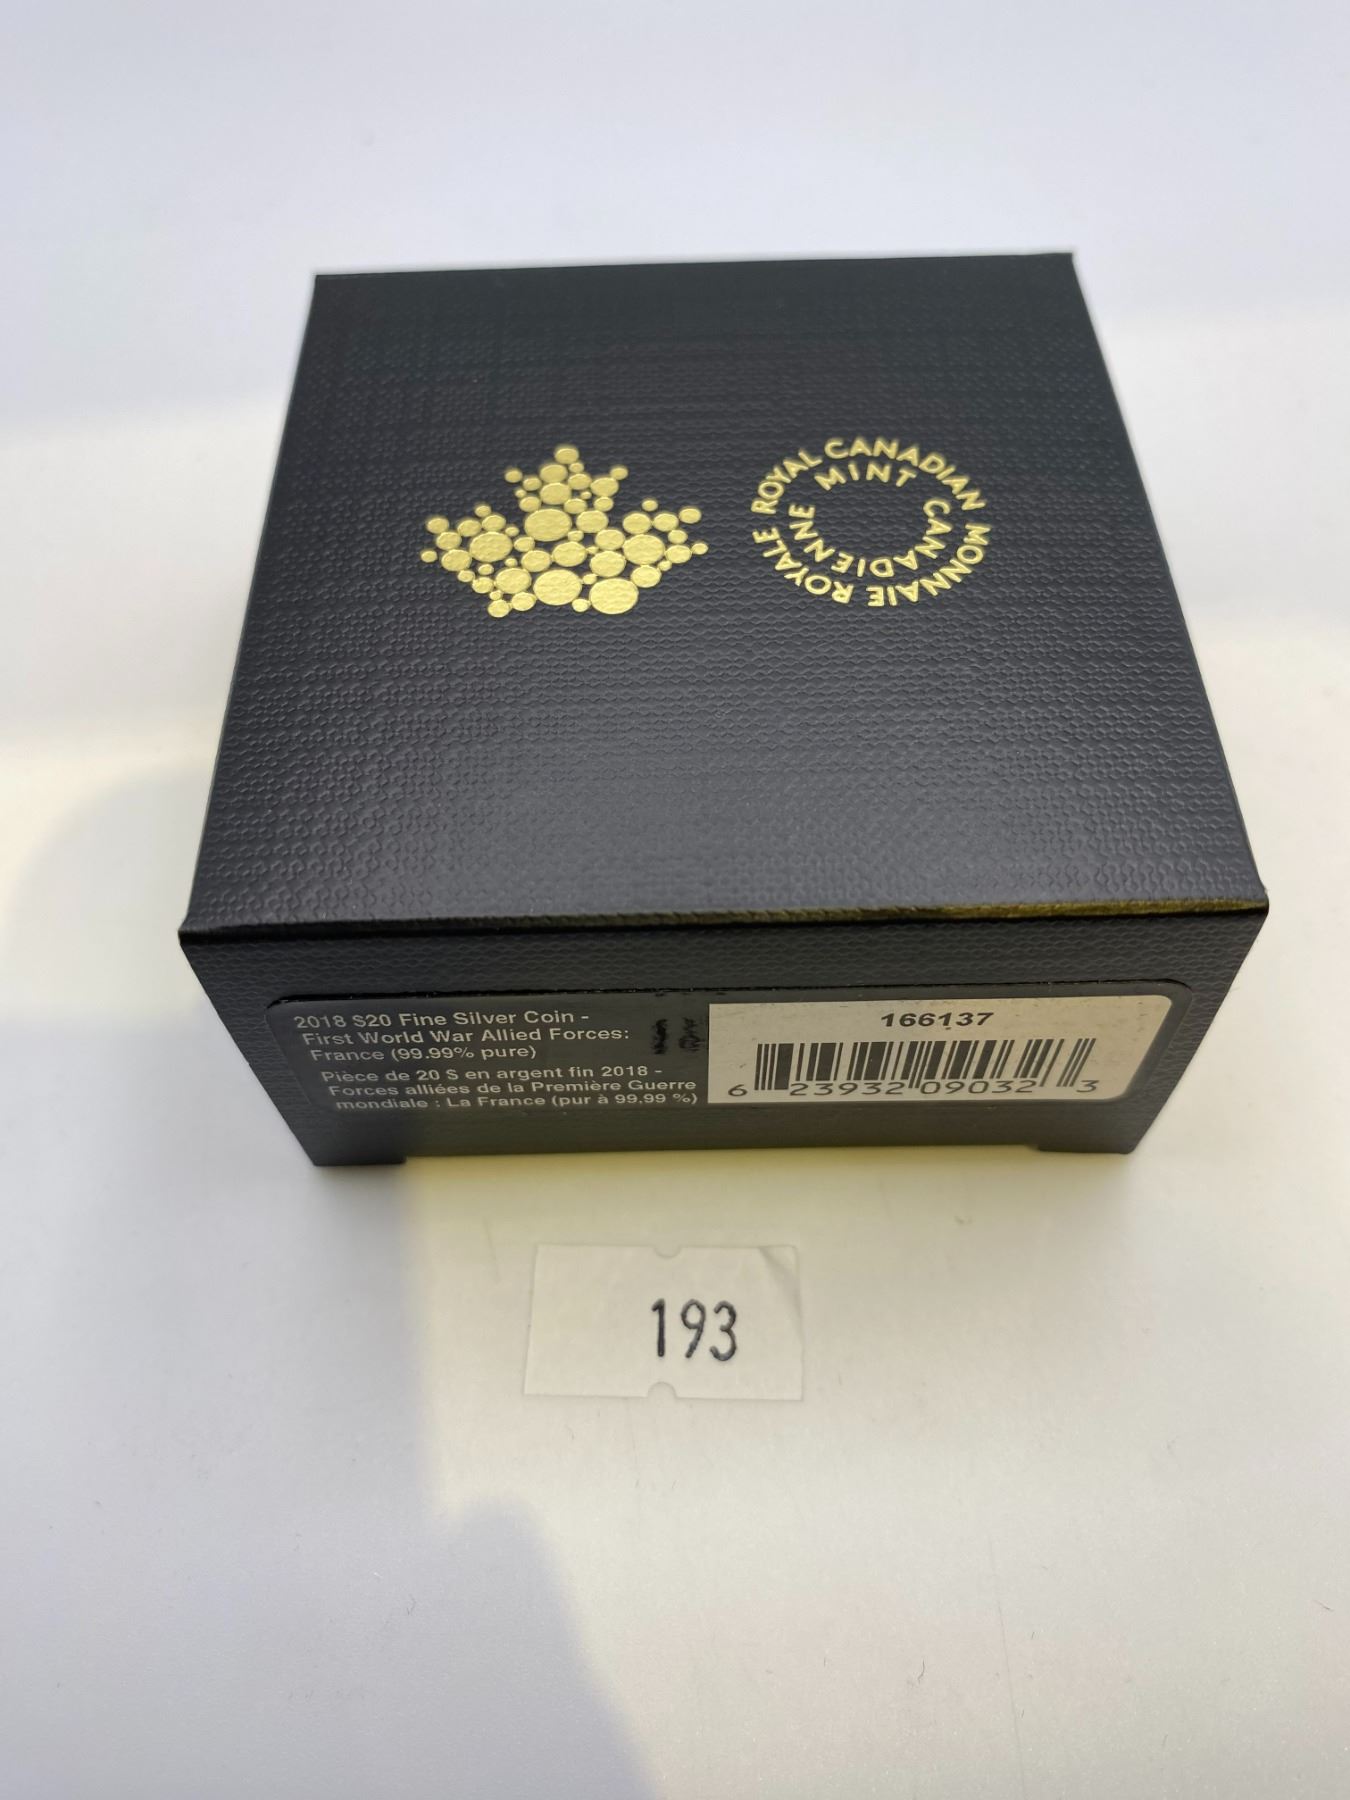 ROYAL CANADIAN MINT
MONNAIE ROYALE CANADIENNE
2018 $20 Fine Silver Coin -
First World War Allied Forces:
France (99.99% pure)
Pièce de 20 $ en argent fin 2018 -
Forces alliées de la Première Guerre
mondiale : La France (pur à 99,99 %)
166137
6 23932 09032 3
193